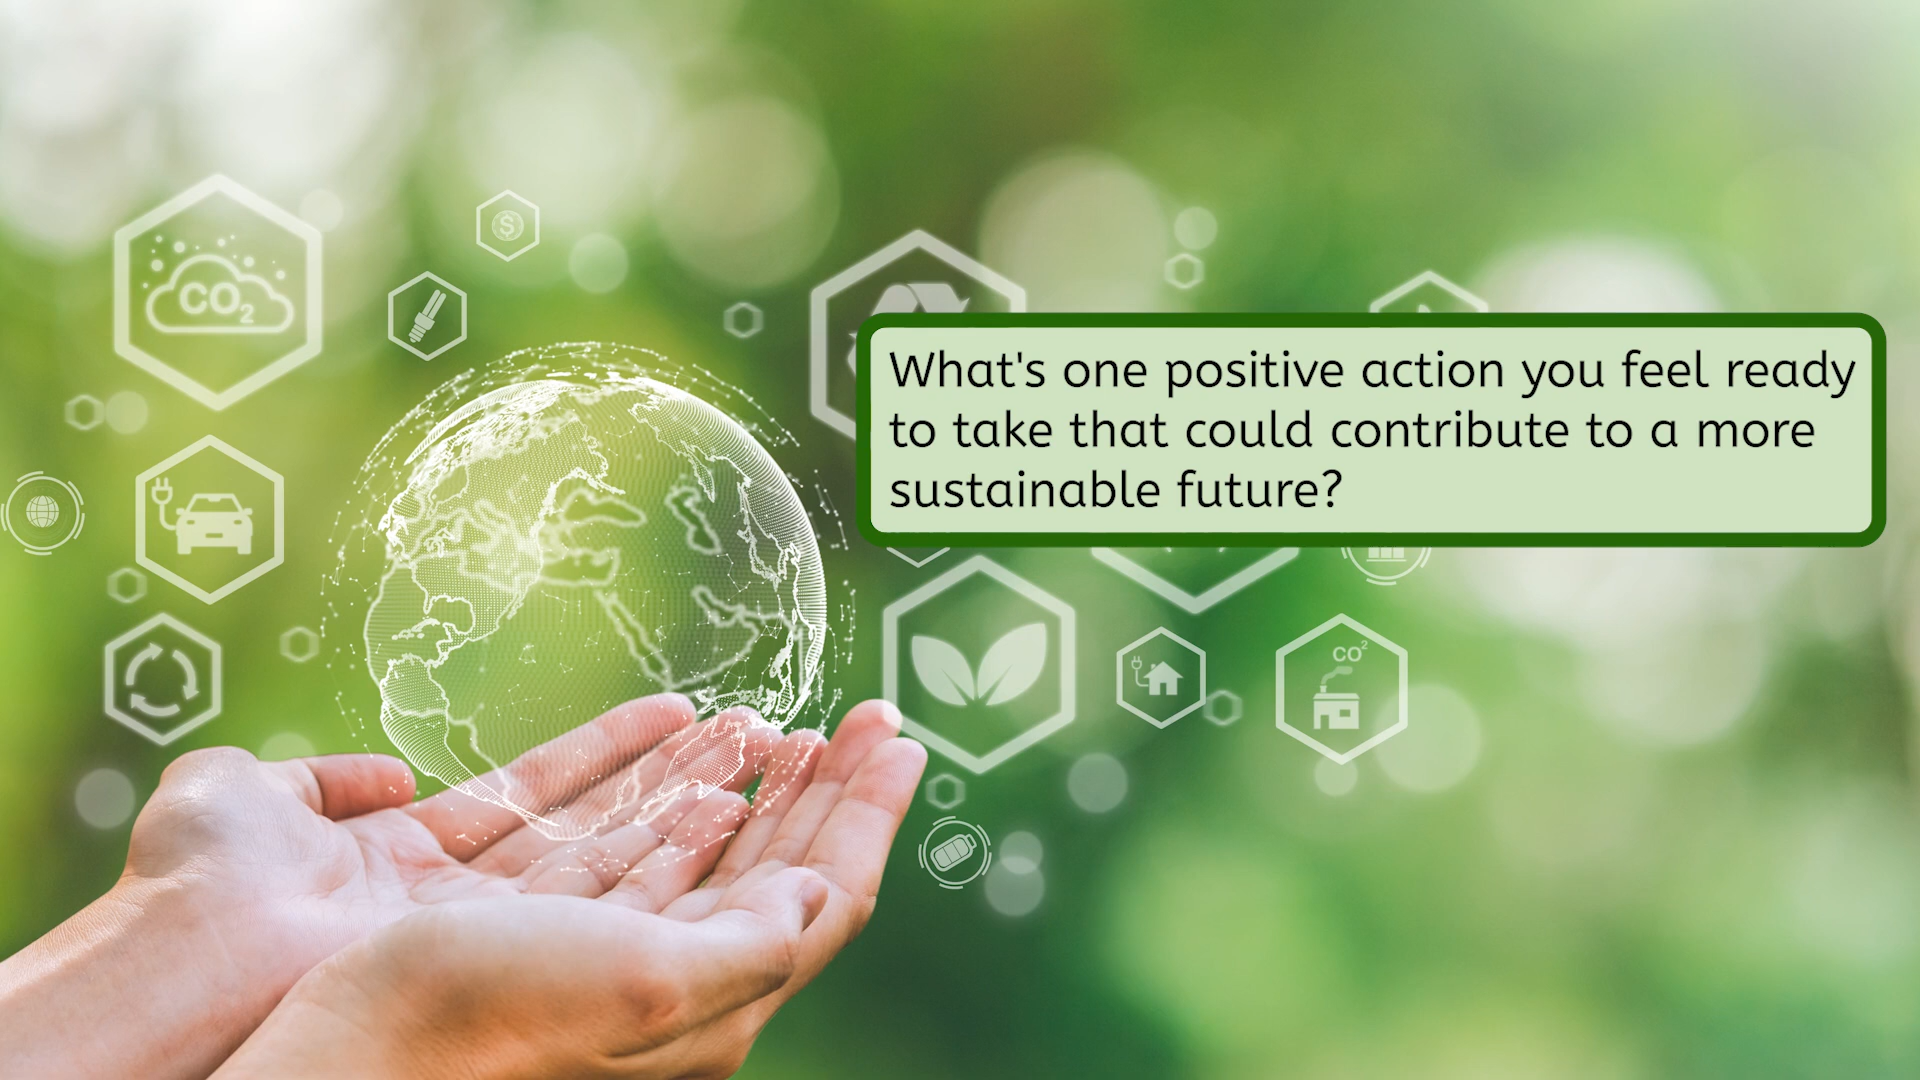 CO2
$
What's one positive action you feel ready
to take that could contribute to a more
sustainable future?
CO2